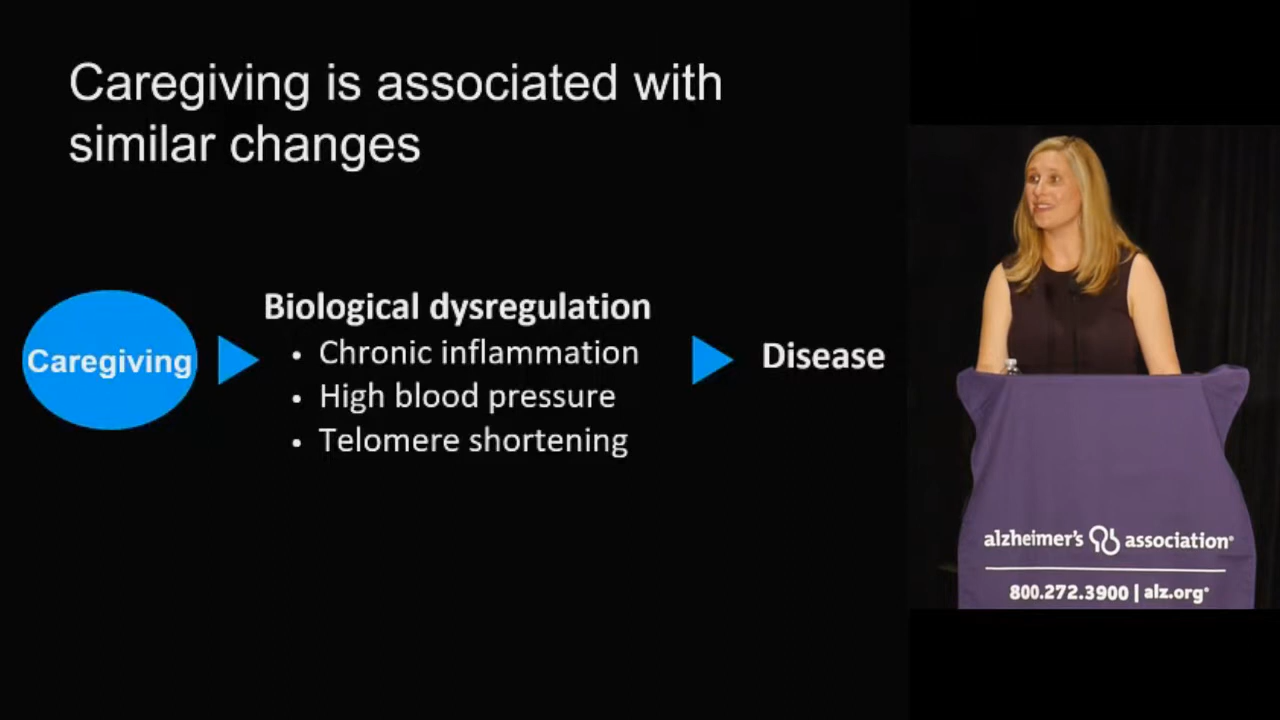 Caregiving is associated with
similar changes
Caregiving
Biological dysregulation
• Chronic inflammation
• High blood pressure
• Telomere shortening
Disease
alzheimer's association®
800.272.3900 | alz.org®